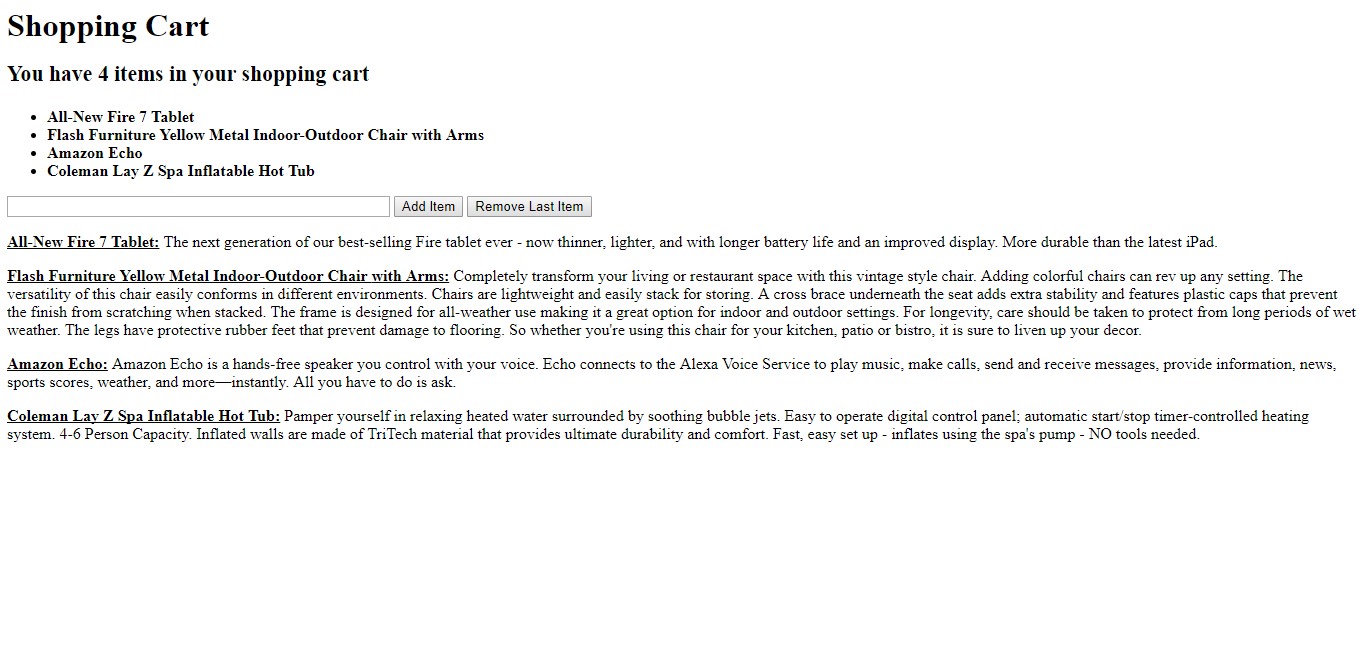 Shopping Cart
You have 4 items in your shopping cart
• All-New Fire 7 Tablet
• Flash Furniture Yellow Metal Indoor-Outdoor Chair with Arms
• Amazon Echo
• Coleman Lay Z Spa Inflatable Hot Tub
Add Item Remove Last Item
All-New Fire 7 Tablet: The next generation of our best-selling Fire tablet ever - now thinner, lighter, and with longer battery life and an improved display. More durable than the latest iPad.
Flash Furniture Yellow Metal Indoor-Outdoor Chair with Arms: Completely transform your living or restaurant space with this vintage style chair. Adding colorful chairs can rev up any setting. The
versatility of this chair easily conforms in different environments. Chairs are lightweight and easily stack for storing. A cross brace underneath the seat adds extra stability and features plastic caps that prevent
the finish from scratching when stacked. The frame is designed for all-weather use making it a great option for indoor and outdoor settings. For longevity, care should be taken to protect from long periods of wet
weather. The legs have protective rubber feet that prevent damage to flooring. So whether you're using this chair for your kitchen, patio or bistro, it is sure to liven up your decor.
Amazon Echo: Amazon Echo is a hands-free speaker you control with your voice. Echo connects to the Alexa Voice Service to play music, make calls, send and receive messages, provide information, news,
sports scores, weather, and more—instantly. All you have to do is ask.
Coleman Lay Z Spa Inflatable Hot Tub: Pamper yourself in relaxing heated water surrounded by soothing bubble jets. Easy to operate digital control panel; automatic start/stop timer-controlled heating
system. 4-6 Person Capacity. Inflated walls are made of TriTech material that provides ultimate durability and comfort. Fast, easy set up - inflates using the spa's pump - NO tools needed.